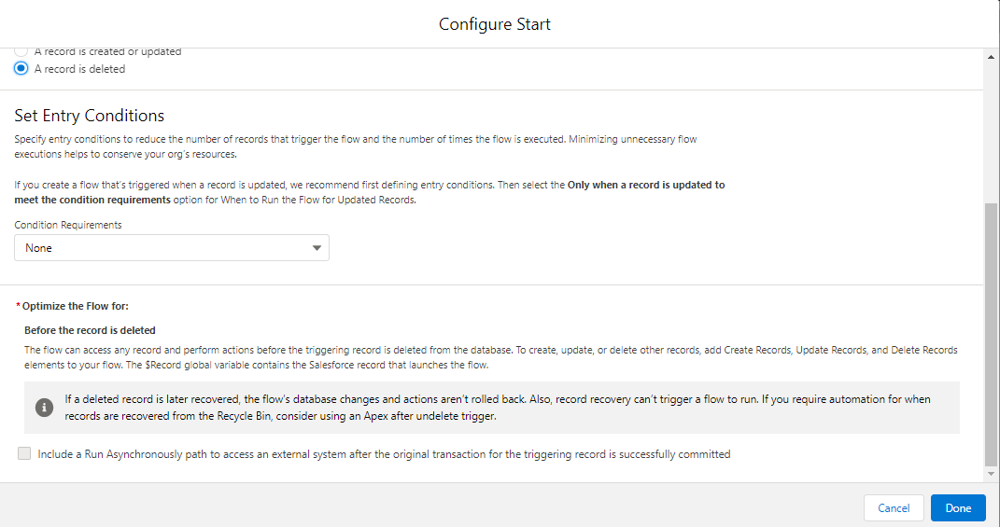 Configure Start
A record is created or updated
A record is deleted
Set Entry Conditions
Specify entry conditions to reduce the number of records that trigger the flow and the number of times the flow is executed. Minimizing unnecessary flow
executions helps to conserve your org's resources.
If you create a flow that's triggered when a record is updated, we recommend first defining entry conditions. Then select the Only when a record is updated to
meet the condition requirements option for When to Run the Flow for Updated Records.
Condition Requirements
None
* Optimize the Flow for:
Before the record is deleted
The flow can access any record and perform actions before the triggering record is deleted from the database. To create, update, or delete other records, add Create Records, Update Records, and Delete Records
elements to your flow. The $Record global variable contains the Salesforce record that launches the flow.
If a deleted record is later recovered, the flow's database changes and actions aren't rolled back. Also, record recovery can't trigger a flow to run. If you require automation for when
records are recovered from the Recycle Bin, consider using an Apex after undelete trigger.
Include a Run Asynchronously path to access an external system after the original transaction for the triggering record is successfully committed
Cancel Done